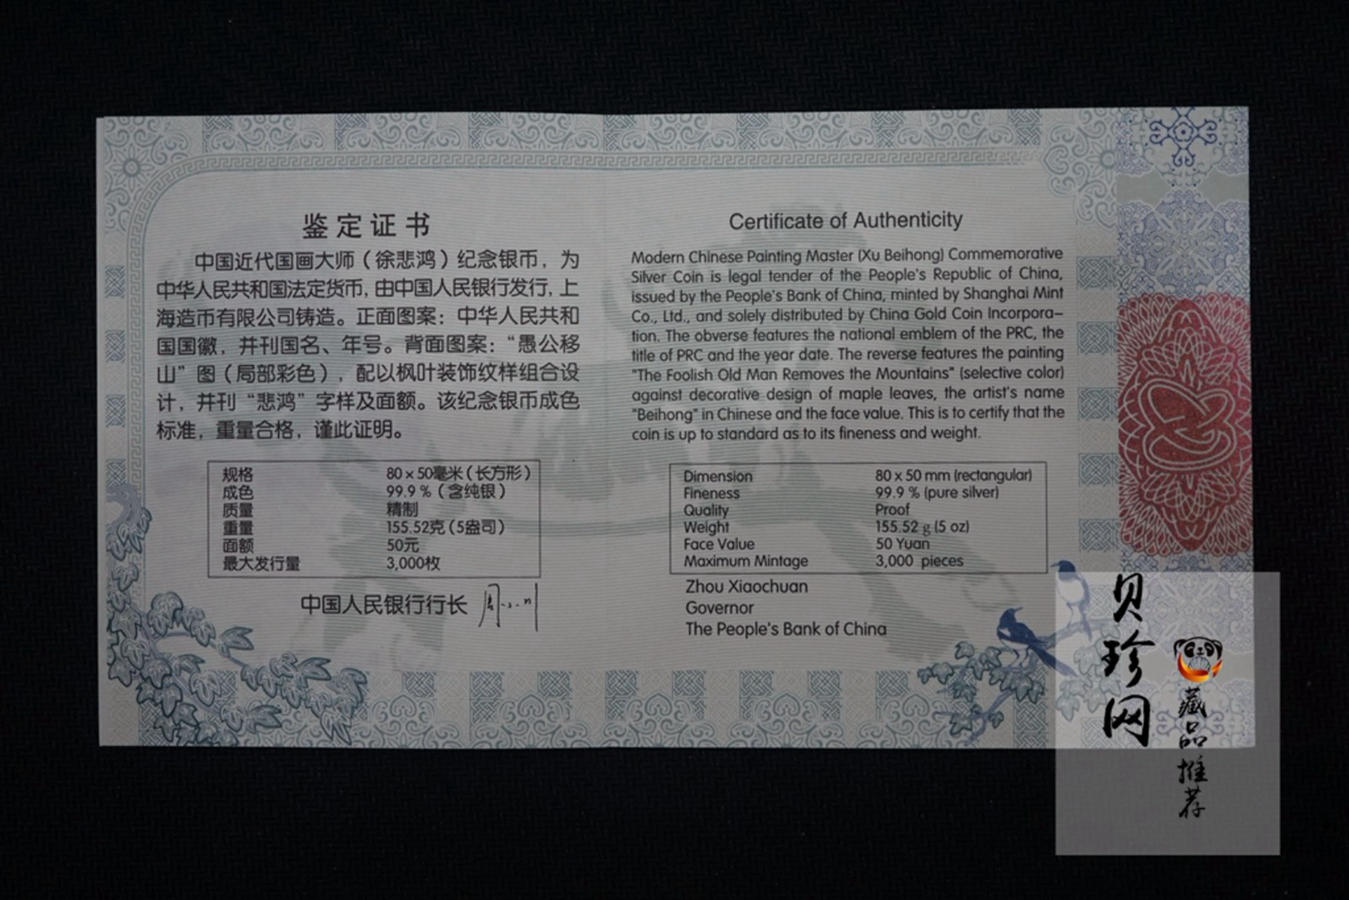 鉴定证书
中国近代国画大师（徐悲鸿）纪念银币，为
中华人民共和国法定货币，由中国人民银行发行，上
海造币有限公司铸造。正面图案：中华人民共和
国国徽，并刊国名、年号。背面图案：“愚公移
山”图（局部彩色），配以枫叶装饰纹样组合设
计，并刊“悲鸿”字样及面额。该纪念银币成色
标准，重量合格，谨此证明。
规格 80×50毫米（长方形）
成色 99.9％（含纯银）
质量 精制
重量 155.52克（5盎司）
面额 50元
最大发行量 3,000枚
中国人民银行行长
Certificate of Authenticity
Modern Chinese Painting Master (Xu Beihong) Commemorative
Silver Coin is legal tender of the People's Republic of China,
issued by the People's Bank of China, minted by Shanghai Mint
Co., Ltd., and solely distributed by China Gold Coin Incorpora-
tion. The obverse features the national emblem of the PRC, the
title of PRC and the year date. The reverse features the painting
"The Foolish Old Man Removes the Mountains" (selective color)
against decorative design of maple leaves, the artist's name
"Beihong" in Chinese and the face value. This is to certify that the
coin is up to standard as to its fineness and weight.
Dimension 80 × 50 mm (rectangular)
Fineness 99.9 % (pure silver)
Quality Proof
Weight 155.52 g (5 oz)
Face Value 50 Yuan
Maximum Mintage 3,000 pieces
Zhou Xiaochuan
Governor
The People's Bank of China
贝珍网
藏品推荐